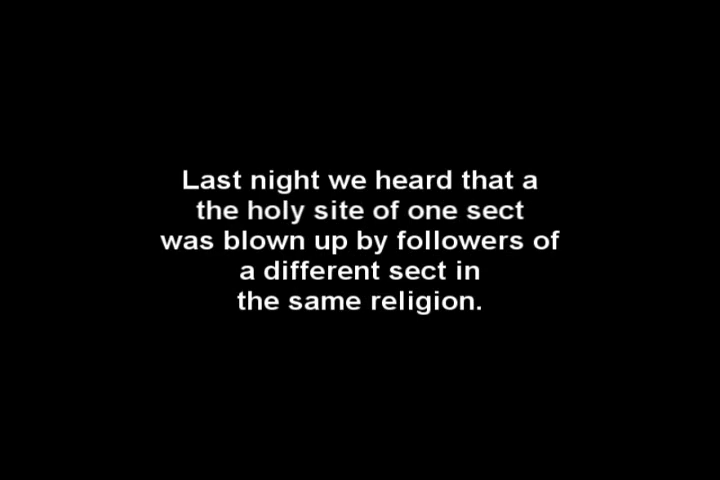 Last night we heard that a
the holy site of one sect
was blown up by followers of
a different sect in
the same religion.